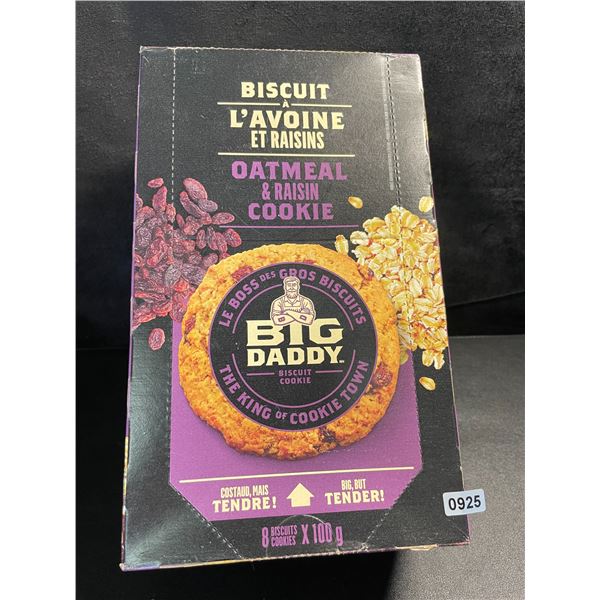 BISCUIT
À
L'AVOINE
ET RAISINS
OATMEAL
& RAISIN
COOKIE
LE BOSS DES GROS BISCUITS
BIG
DADDY
BISCUIT
COOKIE
THE KING OF COOKIE TOWN
COSTAUD, MAIS
TENDRE!
BIG, BUT
TENDER!
8 BISCUITS COOKIES X 100 g
0925